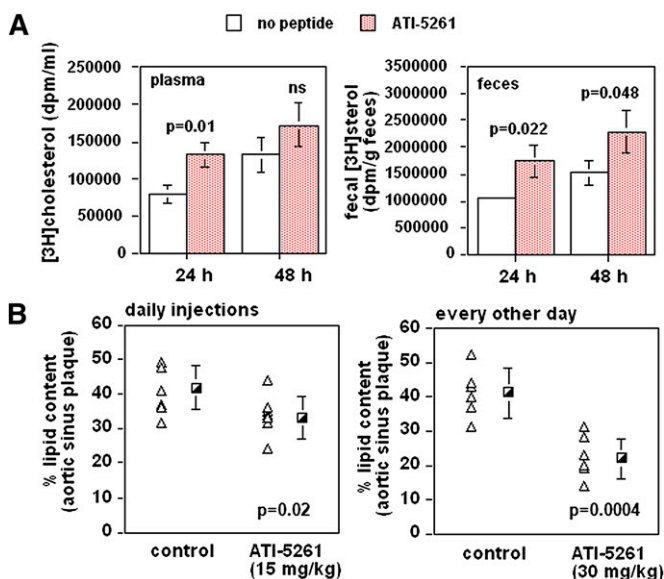 A
no peptide ATI-5261
[3H]cholesterol (dpm/ml)
250000
200000
150000
100000
50000
0
plasma
p=0.01
ns
24 h 48 h
fecal [3H]sterol
(dpm/g feces)
3500000
3000000
2500000
2000000
1500000
1000000
500000
0
feces
p=0.022
p=0.048
24 h 48 h
B
daily injections
% lipid content
(aortic sinus plaque)
60
50
40
30
20
10
0
p=0.02
control ATI-5261
(15 mg/kg)
every other day
% lipid content
(aortic sinus plaque)
60
50
40
30
20
10
0
p=0.0004
control ATI-5261
(30 mg/kg)